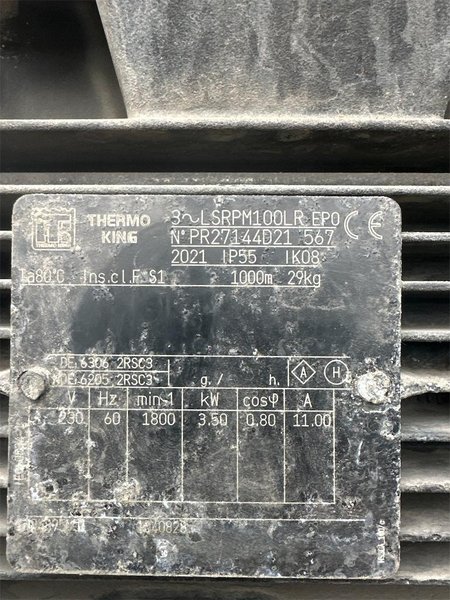 THERMO KING
3~LSRPM100LR EP0 CE
N° PR27144D21 567
2021 IP55 IK08
Ta80°C Ins.cl.F S1 1000m 29kg
DE 6306 2RSC3
NDE 6205 2RSC3 g./ h.
V Hz min-1 kW cosφ A
230 60 1800 3.50 0.80 11.00